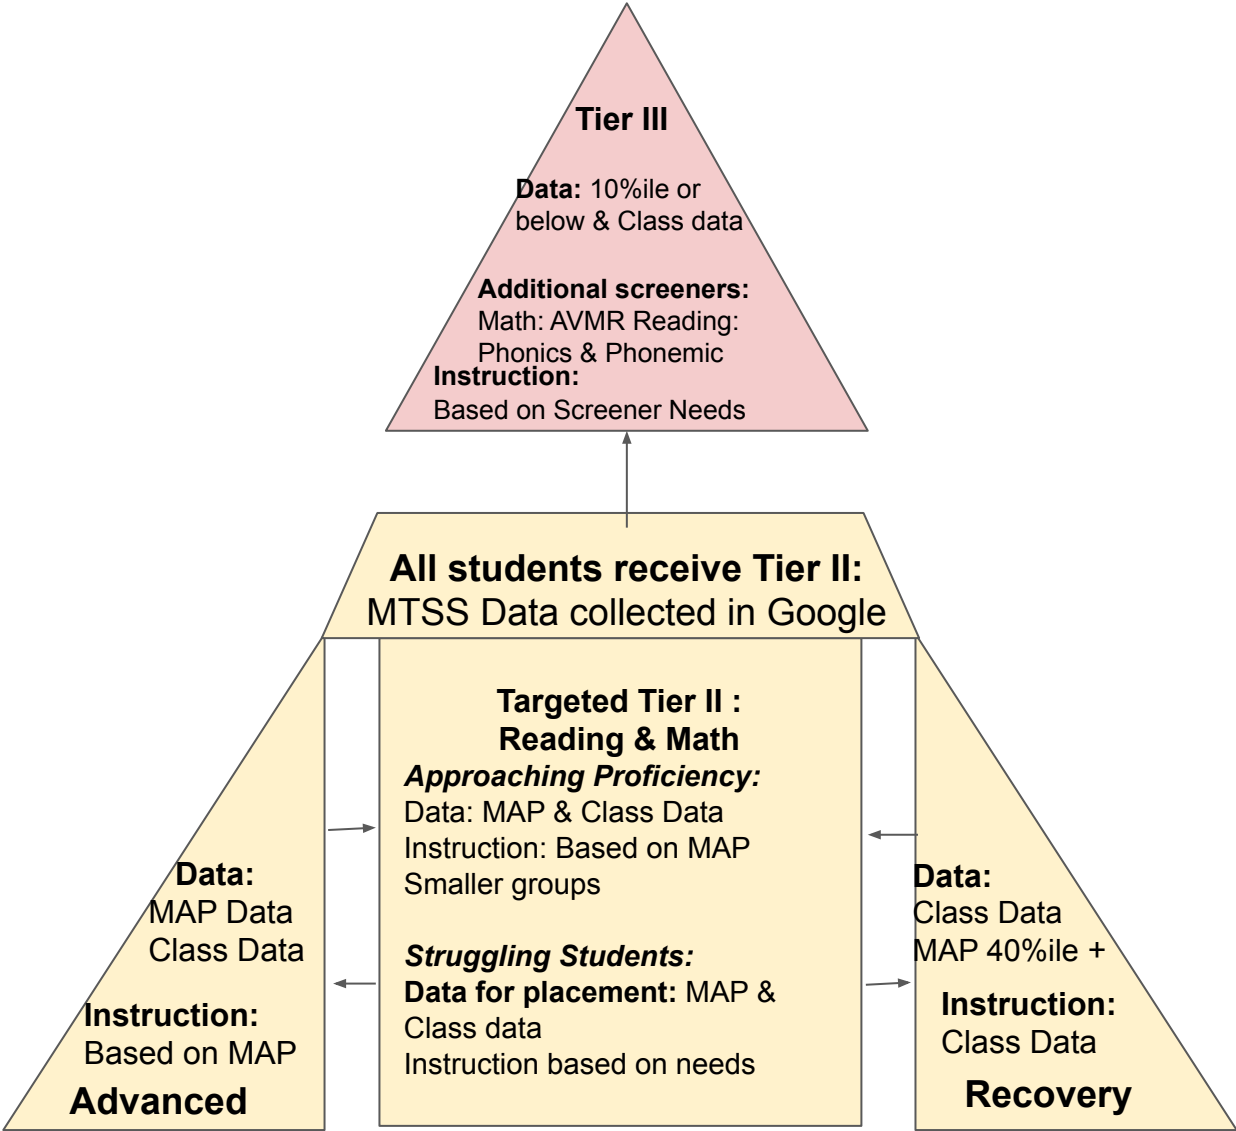 Tier III
Data: 10%ile or
below & Class data
Additional screeners:
Math: AVMR Reading:
Phonics & Phonemic
Instruction:
Based on Screener Needs
All students receive Tier II:
MTSS Data collected in Google
Targeted Tier II :
Reading & Math
Approaching Proficiency:
Data: MAP & Class Data
Instruction: Based on MAP
Smaller groups
Struggling Students:
Data for placement: MAP &
Class data
Instruction based on needs
Data:
MAP Data
Class Data
Instruction:
Based on MAP
Advanced
Data:
Class Data
MAP 40%ile +
Instruction:
Class Data
Recovery